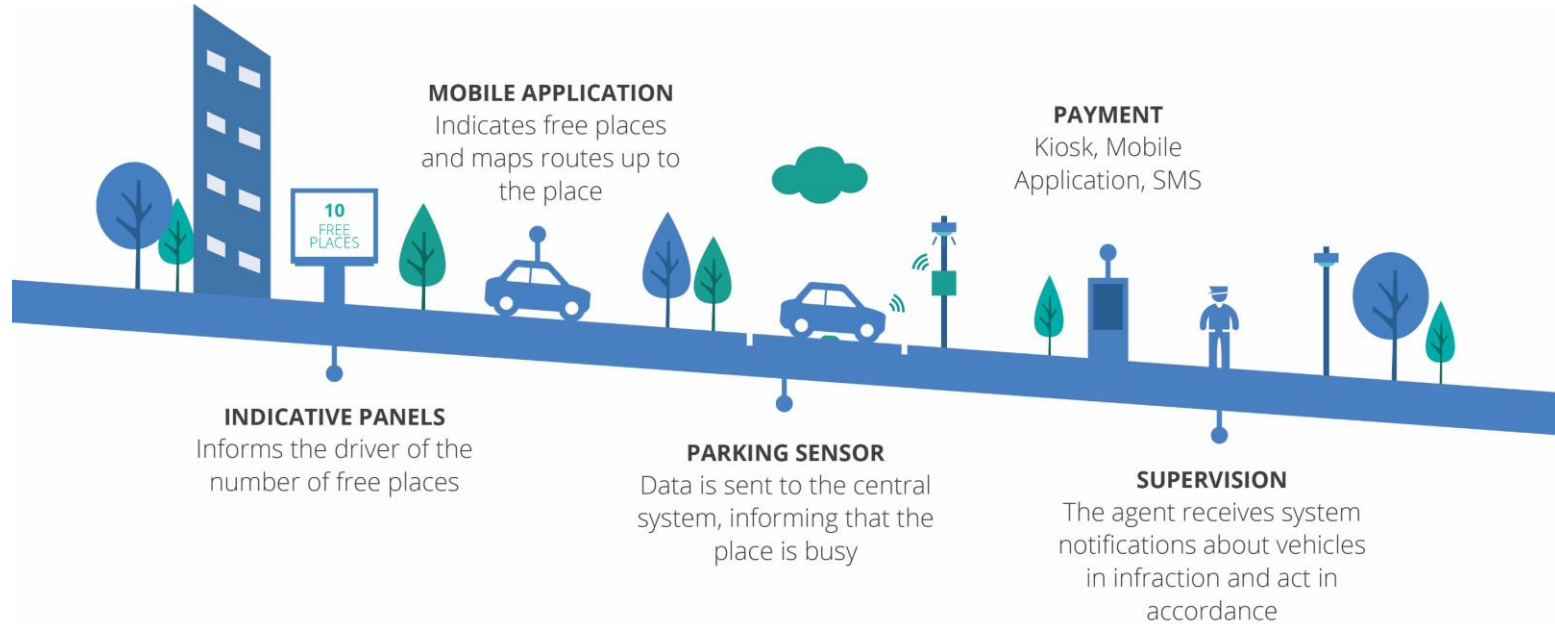 MOBILE APPLICATION
Indicates free places
and maps routes up to
the place
PAYMENT
Kiosk, Mobile
Application, SMS
10
FREE
PLACES
INDICATIVE PANELS
Informs the driver of the
number of free places
PARKING SENSOR
Data is sent to the central
system, informing that the
place is busy
SUPERVISION
The agent receives system
notifications about vehicles
in infraction and act in
accordance